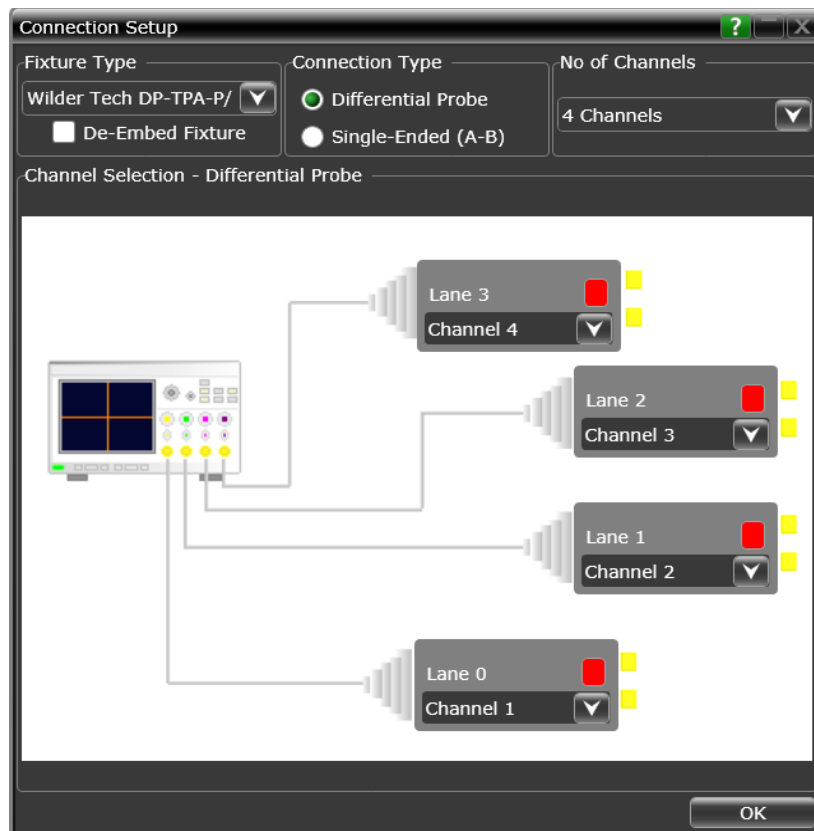 Connection Setup
?
Fixture Type
Connection Type
No of Channels
Wilder Tech DP-TPA-P/
Differential Probe
4 Channels
De-Embed Fixture
Single-Ended (A-B)
Channel Selection - Differential Probe
Lane 3
Channel 4
Lane 2
Channel 3
Lane 1
Channel 2
Lane 0
Channel 1
OK